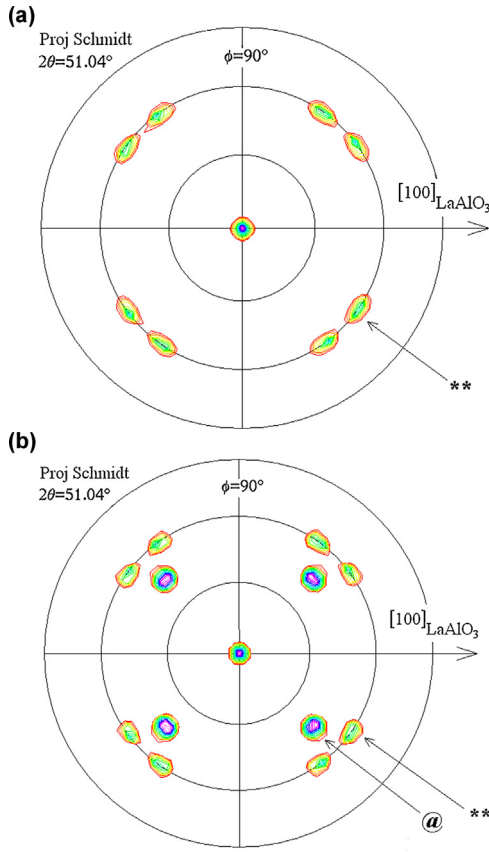 (a)
Proj Schmidt
2θ=51.04°
ϕ=90°
[100]LaAlO3
**
(b)
Proj Schmidt
2θ=51.04°
ϕ=90°
[100]LaAlO3
@
**